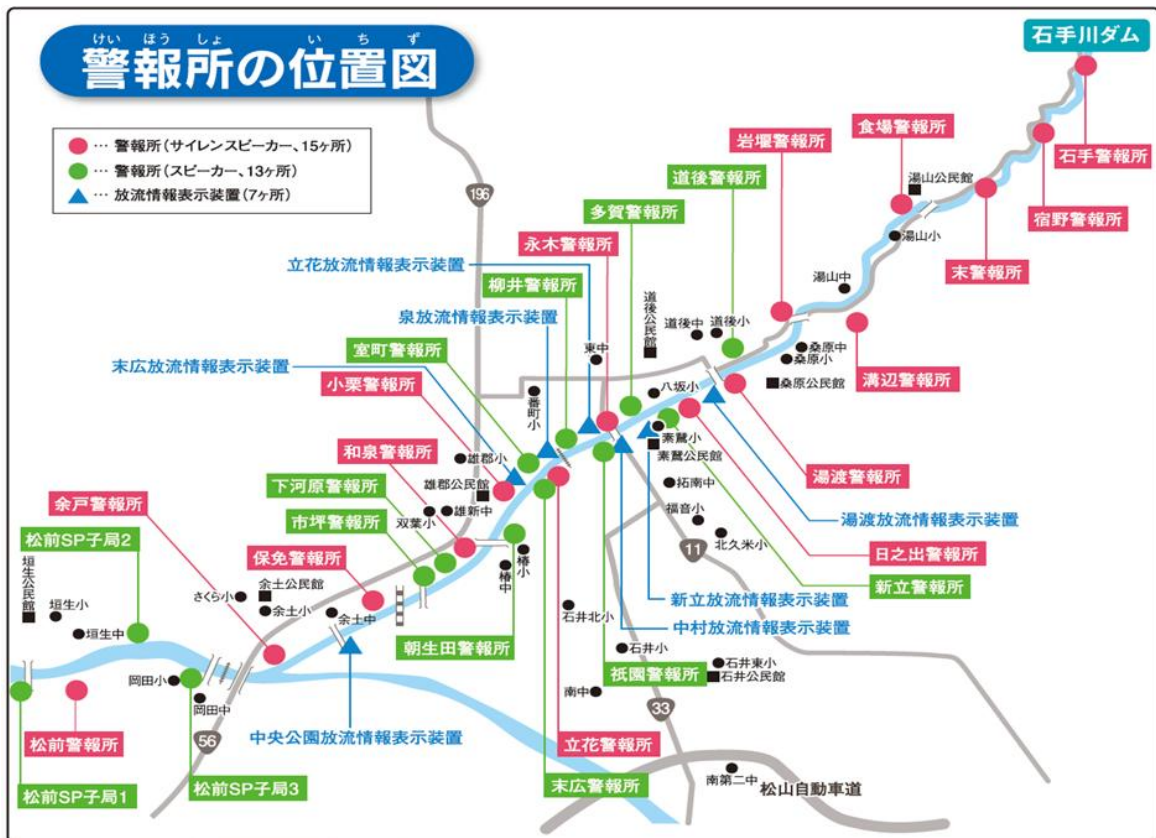 けい ほう しょ い ち ず
警報所の位置図
石手川ダム
… 警報所（サイレンスピーカー、15ヶ所）
… 警報所（スピーカー、13ヶ所）
… 放流情報表示装置（7ヶ所）
196
岩堰警報所
食場警報所
石手警報所
道後警報所
湯山公民館
多賀警報所
宿野警報所
永木警報所
湯山小
末警報所
立花放流情報表示装置
柳井警報所
湯山中
道後公民館
泉放流情報表示装置
道後中
道後小
室町警報所
東中
桑原中
桑原小
末広放流情報表示装置
小栗警報所
桑原公民館
溝辺警報所
八坂小
番町小
素鵞小
和泉警報所
雄郡小
素鵞公民館
湯渡警報所
下河原警報所
雄郡公民館
拓南中
余戸警報所
市坪警報所
双葉小
雄新中
福音小
湯渡放流情報表示装置
松前SP子局2
保免警報所
椿小
椿中
11
北久米小
日之出警報所
垣生公民館
余土公民館
新立警報所
さくら小
垣生小
余土小
余土中
石井北小
新立放流情報表示装置
垣生中
朝生田警報所
中村放流情報表示装置
石井小
石井東小
石井公民館
祇園警報所
岡田小
岡田中
南中
33
松前警報所
56
中央公園放流情報表示装置
立花警報所
松前SP子局1
松前SP子局3
末広警報所
南第二中
松山自動車道